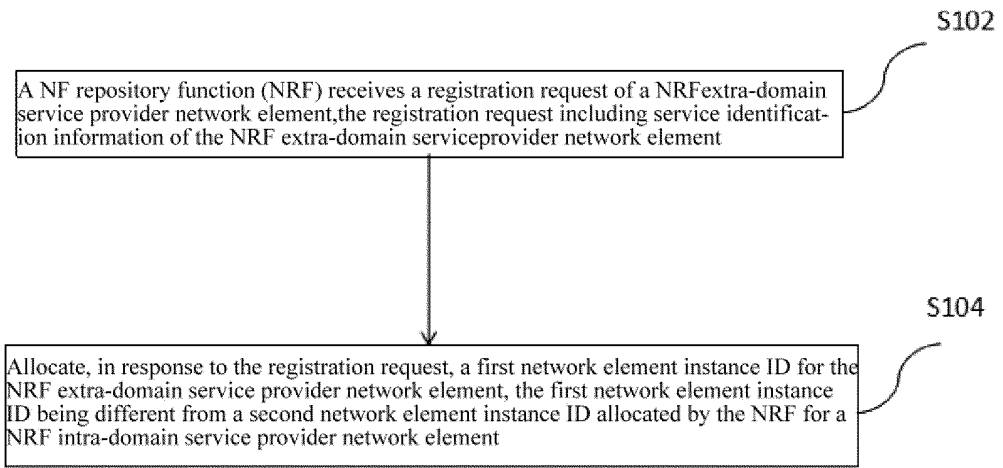 S102
A NF repository function (NRF) receives a registration request of a NRFextra-domain
service provider network element,the registration request including service identificat-
ion information of the NRF extra-domain serviceprovider network element
S104
Allocate, in response to the registration request, a first network element instance ID for the
NRF extra-domain service provider network element, the first network element instance
ID being different from a second network element instance ID allocated by the NRF for a
NRF intra-domain service provider network element